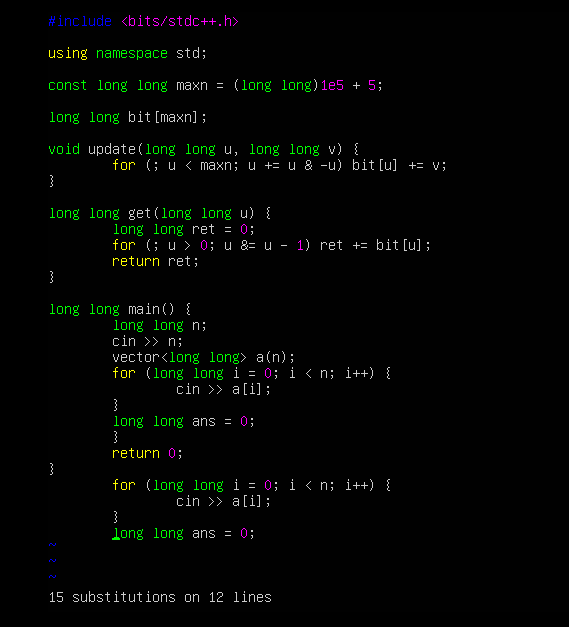 #include <bits/stdc++.h>
using namespace std;
const long long maxn = (long long)1e5 + 5;
long long bit[maxn];
void update(long long u, long long v) {
for (; u < maxn; u += u & -u) bit[u] += v;
}
long long get(long long u) {
long long ret = 0;
for (; u > 0; u &= u - 1) ret += bit[u];
return ret;
}
long long main() {
long long n;
cin >> n;
vector<long long> a(n);
for (long long i = 0; i < n; i++) {
cin >> a[i];
}
long long ans = 0;
}
return 0;
}
for (long long i = 0; i < n; i++) {
cin >> a[i];
}
long long ans = 0;
~
~
~
15 substitutions on 12 lines